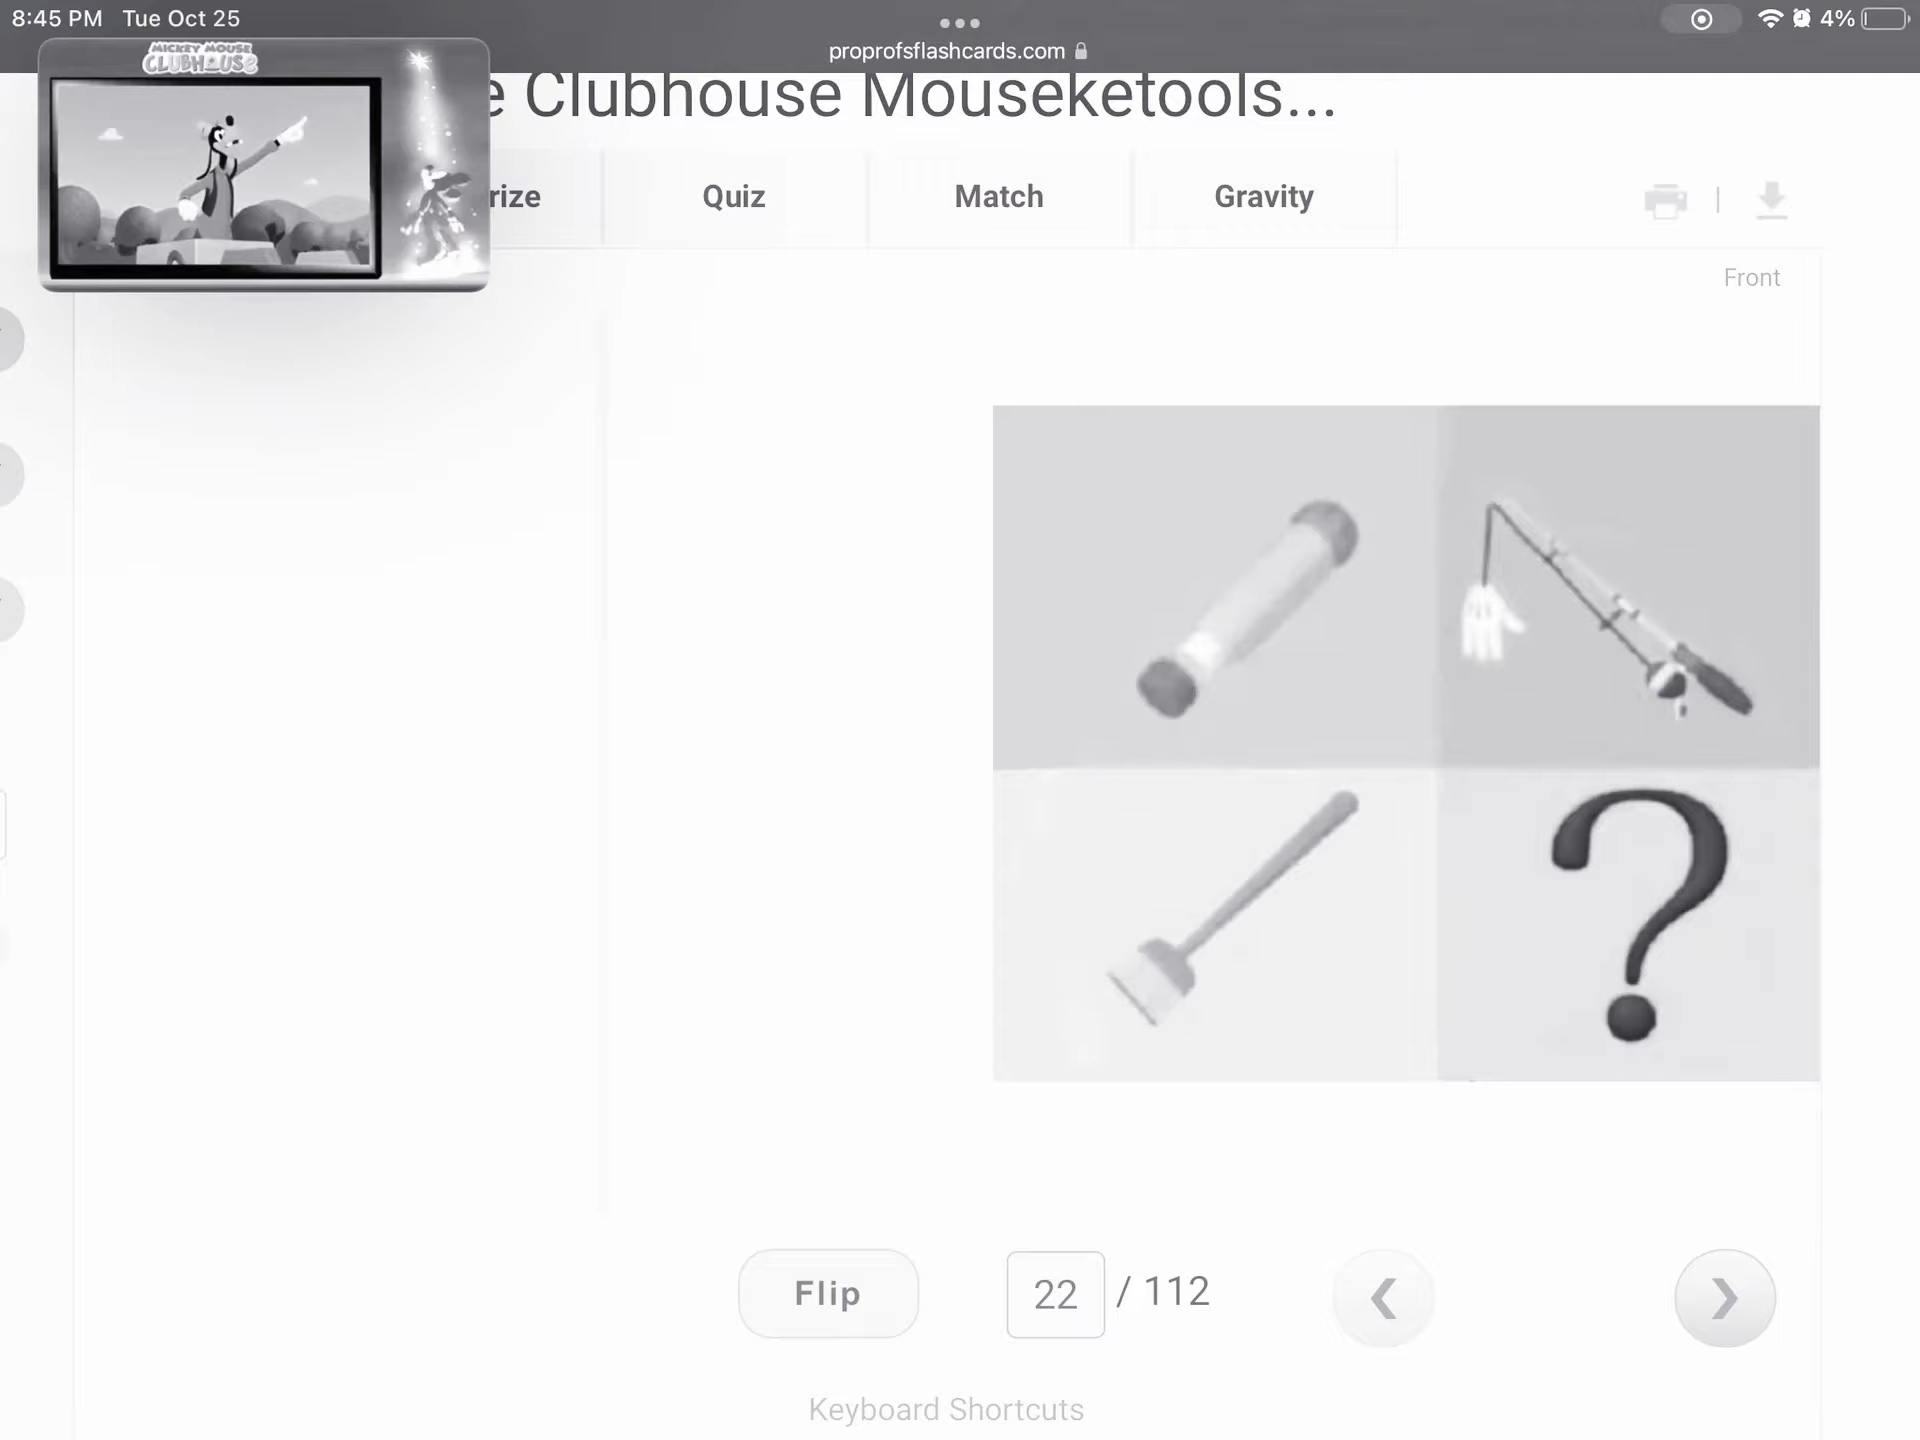 8:45 PM Tue Oct 25
4%
proprofsflashcards.com
MICKEY MOUSE
CLUBHOUSE
e Clubhouse Mouseketools...
rize
Quiz
Match
Gravity
Front
Flip
22 / 112
Keyboard Shortcuts